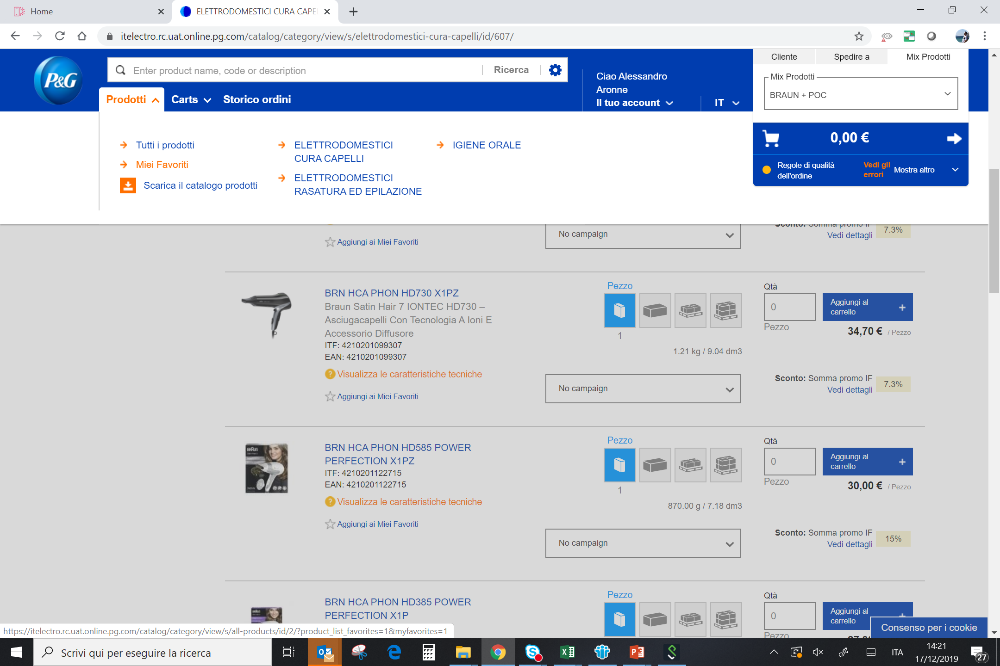 Home
ELETTRODOMESTICI CURA CAPE
itelectro.rc.uat.online.pg.com/catalog/category/view/s/elettrodomestici-cura-capelli/id/607/
P&G
Enter product name, code or description
Ricerca
Prodotti
Carts
Storico ordini
Ciao Alessandro
Aronne
Il tuo account
IT
Cliente
Spedire a
Mix Prodotti
Mix Prodotti
BRAUN + POC
0,00 €
Regole di qualità
dell'ordine
Vedi gli
errori
Mostra altro
Tutti i prodotti
Miei Favoriti
Scarica il catalogo prodotti
ELETTRODOMESTICI
CURA CAPELLI
ELETTRODOMESTICI
RASATURA ED EPILAZIONE
IGIENE ORALE
Aggiungi ai Miei Favoriti
No campaign
Sconto: Somma promo IF
Vedi dettagli
7.3%
BRN HCA PHON HD730 X1PZ
Braun Satin Hair 7 IONTEC HD730 –
Asciugacapelli Con Tecnologia A Ioni E
Accessorio Diffusore
ITF: 4210201099307
EAN: 4210201099307
Visualizza le caratteristiche tecniche
Aggiungi ai Miei Favoriti
Pezzo
1
1.21 kg / 9.04 dm3
No campaign
Qtà
0
Pezzo
Aggiungi al
carrello
34,70 € / Pezzo
Sconto: Somma promo IF
Vedi dettagli
7.3%
BRN HCA PHON HD585 POWER
PERFECTION X1PZ
ITF: 4210201122715
EAN: 4210201122715
Visualizza le caratteristiche tecniche
Aggiungi ai Miei Favoriti
Pezzo
1
870.00 g / 7.18 dm3
No campaign
Qtà
0
Pezzo
Aggiungi al
carrello
30,00 € / Pezzo
Sconto: Somma promo IF
Vedi dettagli
15%
BRN HCA PHON HD385 POWER
PERFECTION X1P
Pezzo
Qtà
0
Pezzo
Aggiungi al
carrello
Consenso per i cookie
https://itelectro.rc.uat.online.pg.com/catalog/category/view/s/all-products/id/2/?product_list_favorites=1&myfavorites=1
Scrivi qui per eseguire la ricerca
ITA
14:21
17/12/2019
27